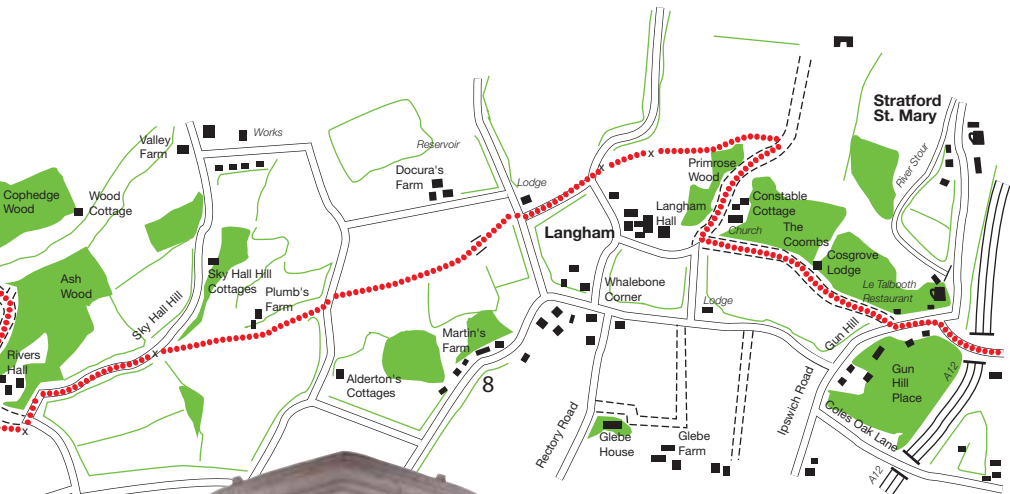 Stratford
St. Mary
Works
Valley
Farm
Reservoir
River Stour
Docura's
Farm
Primrose
Wood
Lodge
Cophedge
Wood
Wood
Cottage
Constable
Cottage
Langham
Hall
The
Coombs
Church
Langham
Cosgrove
Lodge
Ash
Wood
Sky Hall Hill
Cottages
Whalebone
Corner
Le Talbooth
Restaurant
Plumb's
Farm
Lodge
Sky Hall Hill
Gun Hill
Martin's
Farm
Rivers
Hall
Gun
Hill
Place
A12
Alderton's
Cottages
8
Ipswich Road
Coles Oak Lane
Rectory Road
Glebe
House
Glebe
Farm
A12
x
x
x
x